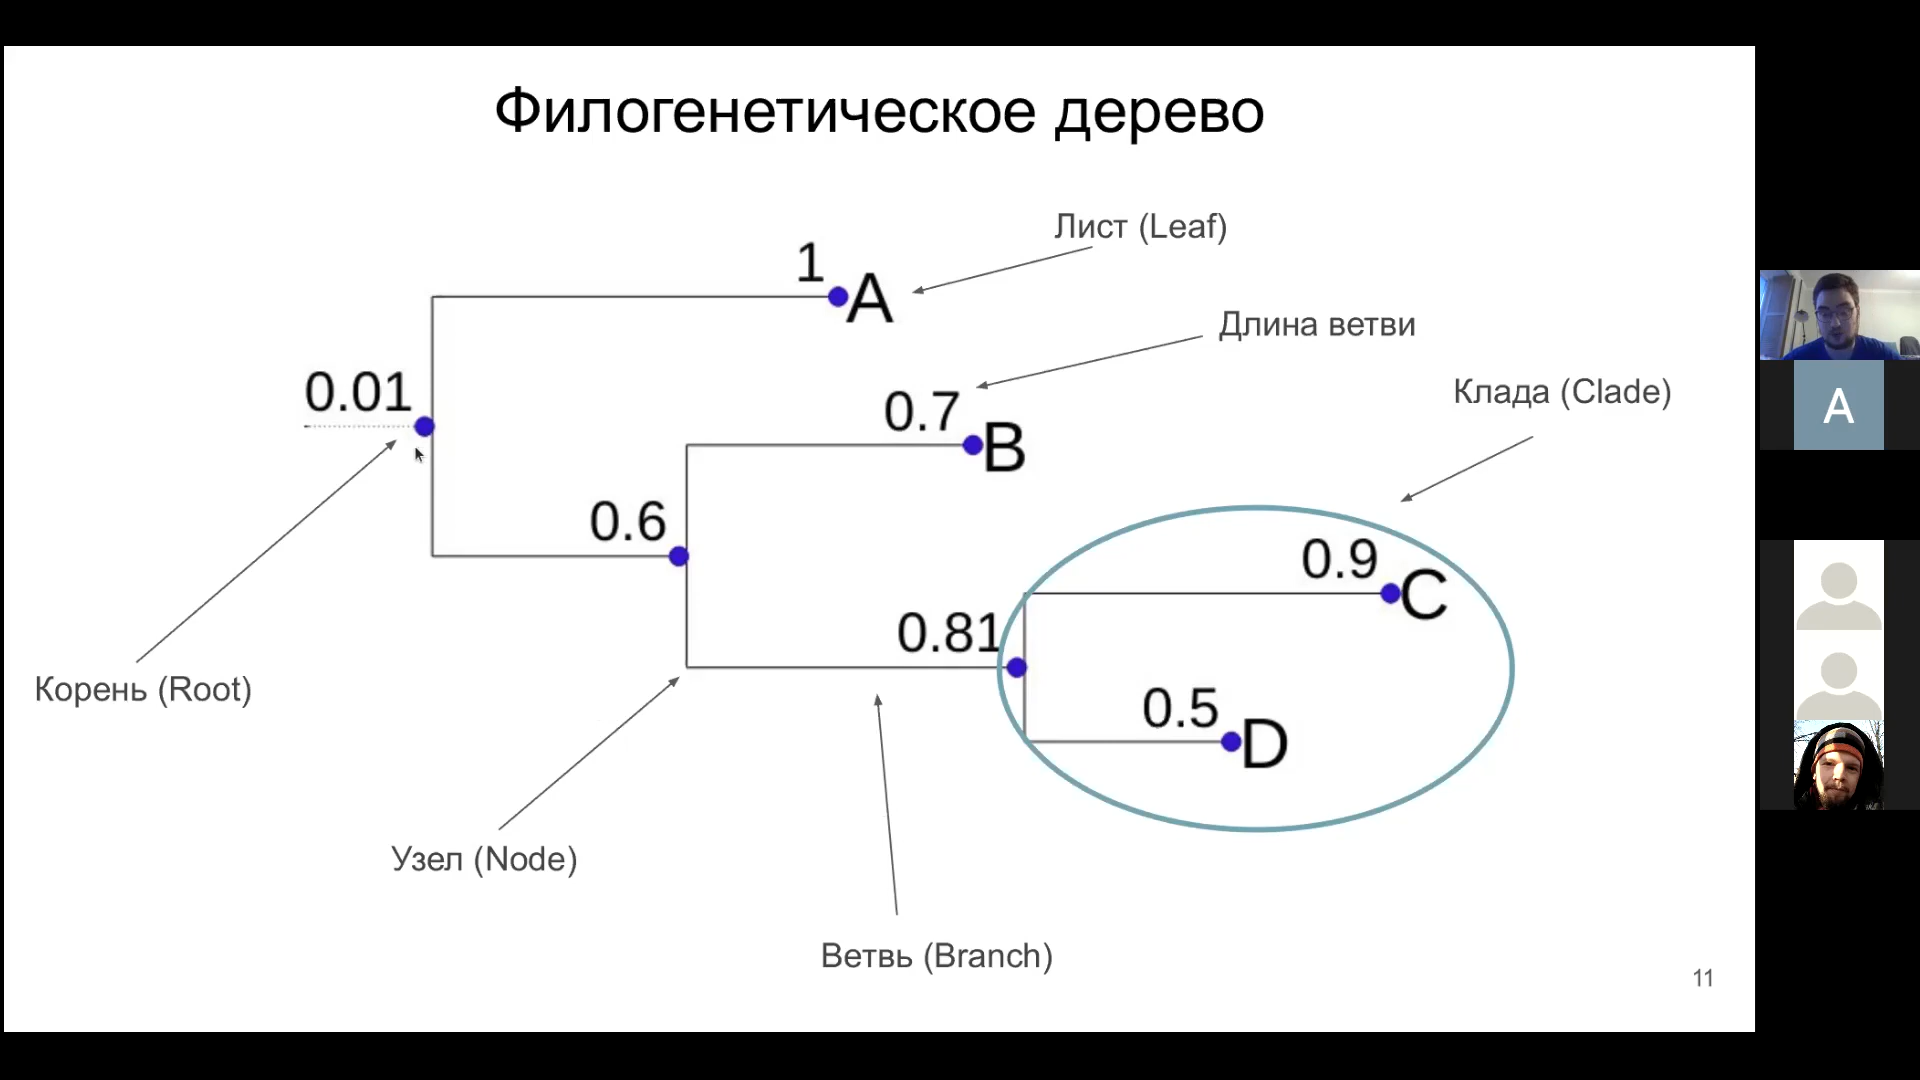 Филогенетическое дерево
Лист (Leaf)
1
A
Длина ветви
0.01
0.7
B
Клада (Clade)
A
0.6
0.9
C
0.81
Корень (Root)
0.5
D
Узел (Node)
Ветвь (Branch)
11